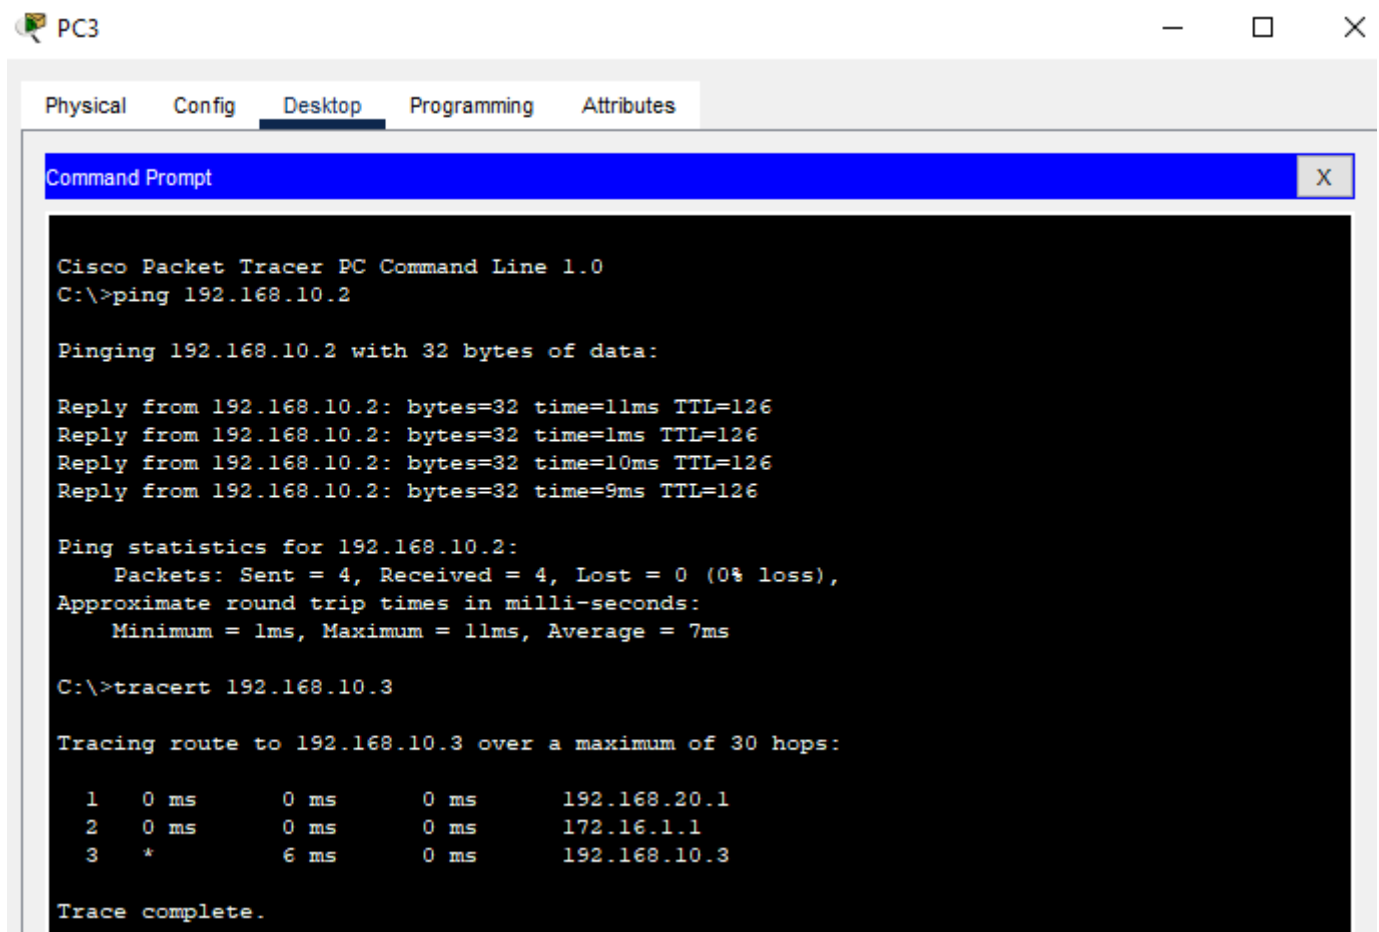 PC3
Physical Config Desktop Programming Attributes
Command Prompt X
Cisco Packet Tracer PC Command Line 1.0
C:\>ping 192.168.10.2
Pinging 192.168.10.2 with 32 bytes of data:
Reply from 192.168.10.2: bytes=32 time=11ms TTL=126
Reply from 192.168.10.2: bytes=32 time=1ms TTL=126
Reply from 192.168.10.2: bytes=32 time=10ms TTL=126
Reply from 192.168.10.2: bytes=32 time=9ms TTL=126
Ping statistics for 192.168.10.2:
Packets: Sent = 4, Received = 4, Lost = 0 (0% loss),
Approximate round trip times in milli-seconds:
Minimum = 1ms, Maximum = 11ms, Average = 7ms
C:\>tracert 192.168.10.3
Tracing route to 192.168.10.3 over a maximum of 30 hops:
1 0 ms 0 ms 0 ms 192.168.20.1
2 0 ms 0 ms 0 ms 172.16.1.1
3 * 6 ms 0 ms 192.168.10.3
Trace complete.